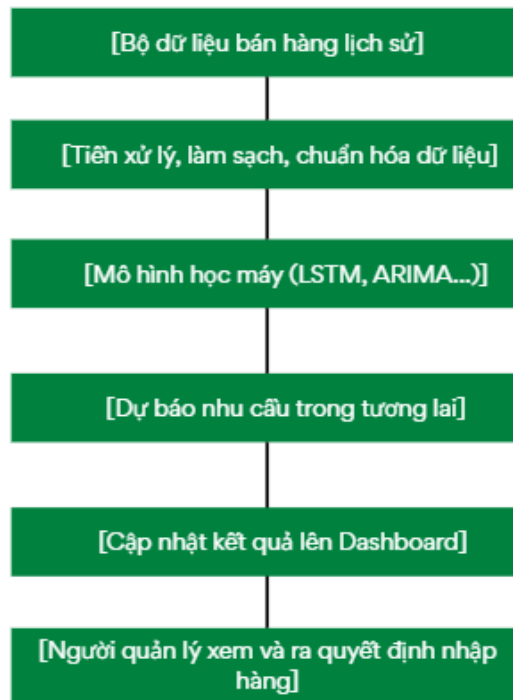 [Bộ dữ liệu bán hàng lịch sử]
[Tiền xử lý, làm sạch, chuẩn hóa dữ liệu]
[Mô hình học máy (LSTM, ARIMA...)]
[Dự báo nhu cầu trong tương lai]
[Cập nhật kết quả lên Dashboard]
[Người quản lý xem và ra quyết định nhập
hàng]